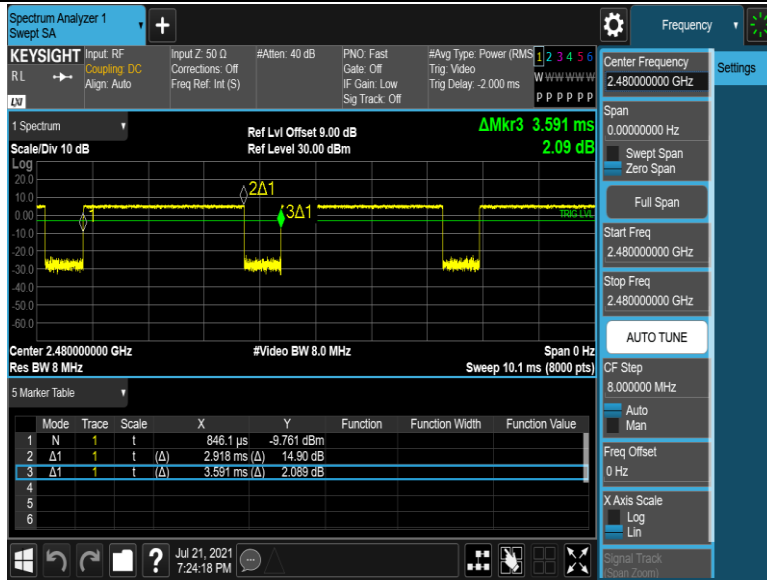 Spectrum Analyzer 1
Swept SA
Frequency
KEYSIGHT
RL
LXI
Input: RF
Coupling: DC
Align: Auto
Input Z: 50 Ω
Corrections: Off
Freq Ref: Int (S)
#Atten: 40 dB
PNO: Fast
Gate: Off
IF Gain: Low
Sig Track: Off
#Avg Type: Power (RMS
Trig: Video
Trig Delay: -2.000 ms
1 2 3 4 5 6
W W W W W W
P P P P P P
1 Spectrum
Scale/Div 10 dB
Ref Lvl Offset 9.00 dB
Ref Level 30.00 dBm
ΔMkr3 3.591 ms
2.09 dB
Log
20.0
10.0
0.00
-10.0
-20.0
-30.0
-40.0
-50.0
-60.0
1
2Δ1
3Δ1
TRIG LVL
Center 2.480000000 GHz
#Video BW 8.0 MHz
Span 0 Hz
Res BW 8 MHz
Sweep 10.1 ms (8000 pts)
5 Marker Table
Mode Trace Scale X Y Function Function Width Function Value
1 N 1 t 846.1 µs -9.761 dBm
2 Δ1 1 t (Δ) 2.918 ms (Δ) 14.90 dB
3 Δ1 1 t (Δ) 3.591 ms (Δ) 2.089 dB
4
5
6
Jul 21, 2021
7:24:18 PM
Center Frequency
2.480000000 GHz
Settings
Span
0.00000000 Hz
Swept Span
Zero Span
Full Span
Start Freq
2.480000000 GHz
Stop Freq
2.480000000 GHz
AUTO TUNE
CF Step
8.000000 MHz
Auto
Man
Freq Offset
0 Hz
X Axis Scale
Log
Lin
Signal Track
(Span Zoom)